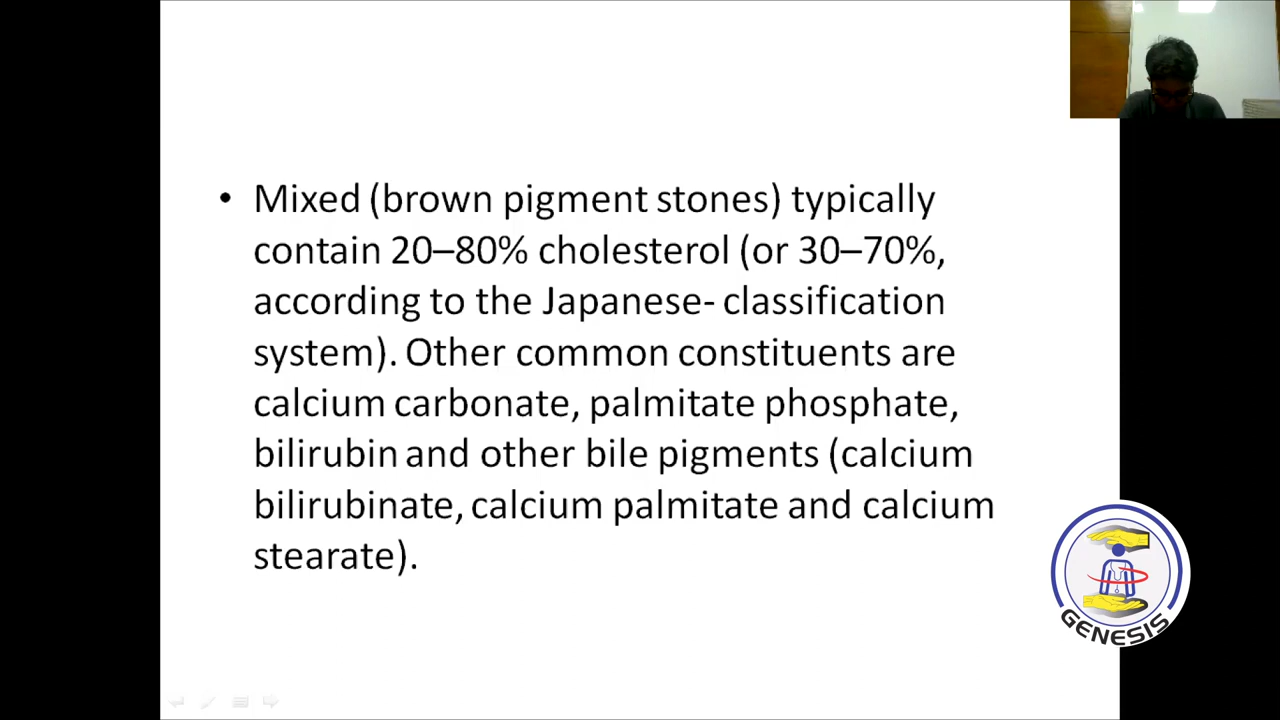 • Mixed (brown pigment stones) typically
contain 20–80% cholesterol (or 30–70%,
according to the Japanese- classification
system). Other common constituents are
calcium carbonate, palmitate phosphate,
bilirubin and other bile pigments (calcium
bilirubinate, calcium palmitate and calcium
stearate).
GENESIS